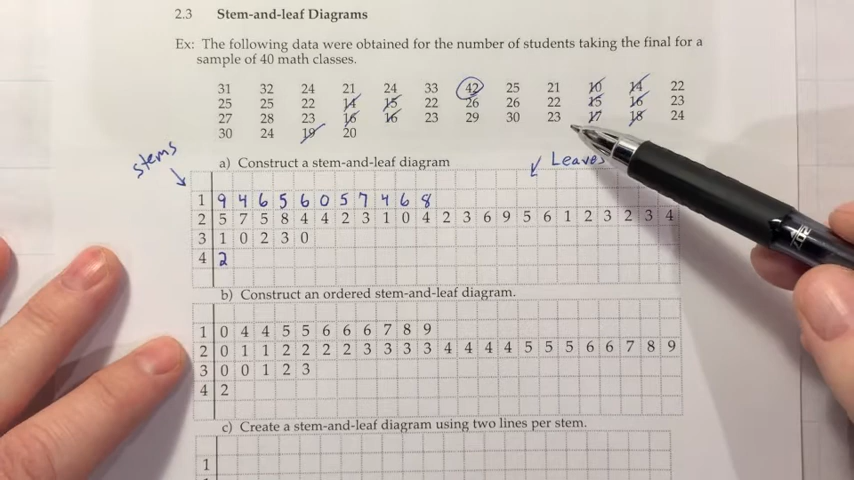 2.3 Stem-and-leaf Diagrams
Ex: The following data were obtained for the number of students taking the final for a
sample of 40 math classes.
31 32 24 21 24 33 42 25 21 10 14 22
25 25 22 14 15 22 26 26 22 15 16 23
27 28 23 16 16 23 29 30 23 17 18 24
30 24 19 20
stems
a) Construct a stem-and-leaf diagram
Leaves
1 9 4 6 5 6 0 5 7 4 6 8
2 5 7 5 8 4 4 2 3 1 0 4 2 3 6 9 5 6 1 2 3 2 3 4
3 1 0 2 3 0
4 2
b) Construct an ordered stem-and-leaf diagram.
1 0 4 4 5 5 6 6 6 7 8 9
2 0 1 1 2 2 2 2 3 3 3 3 4 4 4 4 5 5 5 6 6 7 8 9
3 0 0 1 2 3
4 2
c) Create a stem-and-leaf diagram using two lines per stem.
1